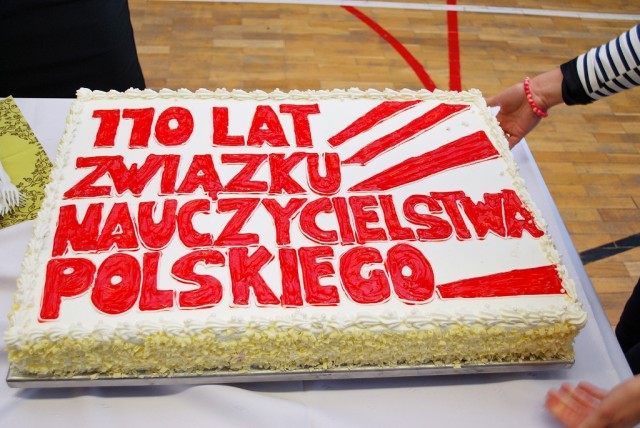 110 LAT
ZWIĄZKU
NAUCZYCIELSTWA
POLSKIEGO